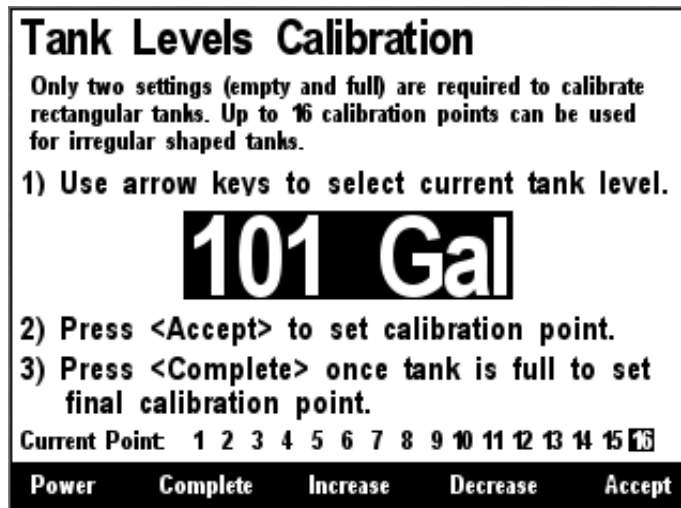 Tank Levels Calibration
Only two settings (empty and full) are required to calibrate
rectangular tanks. Up to 16 calibration points can be used
for irregular shaped tanks.
1) Use arrow keys to select current tank level.
101 Gal
2) Press <Accept> to set calibration point.
3) Press <Complete> once tank is full to set
final calibration point.
Current Point: 1 2 3 4 5 6 7 8 9 10 11 12 13 14 15 16
Power Complete Increase Decrease Accept